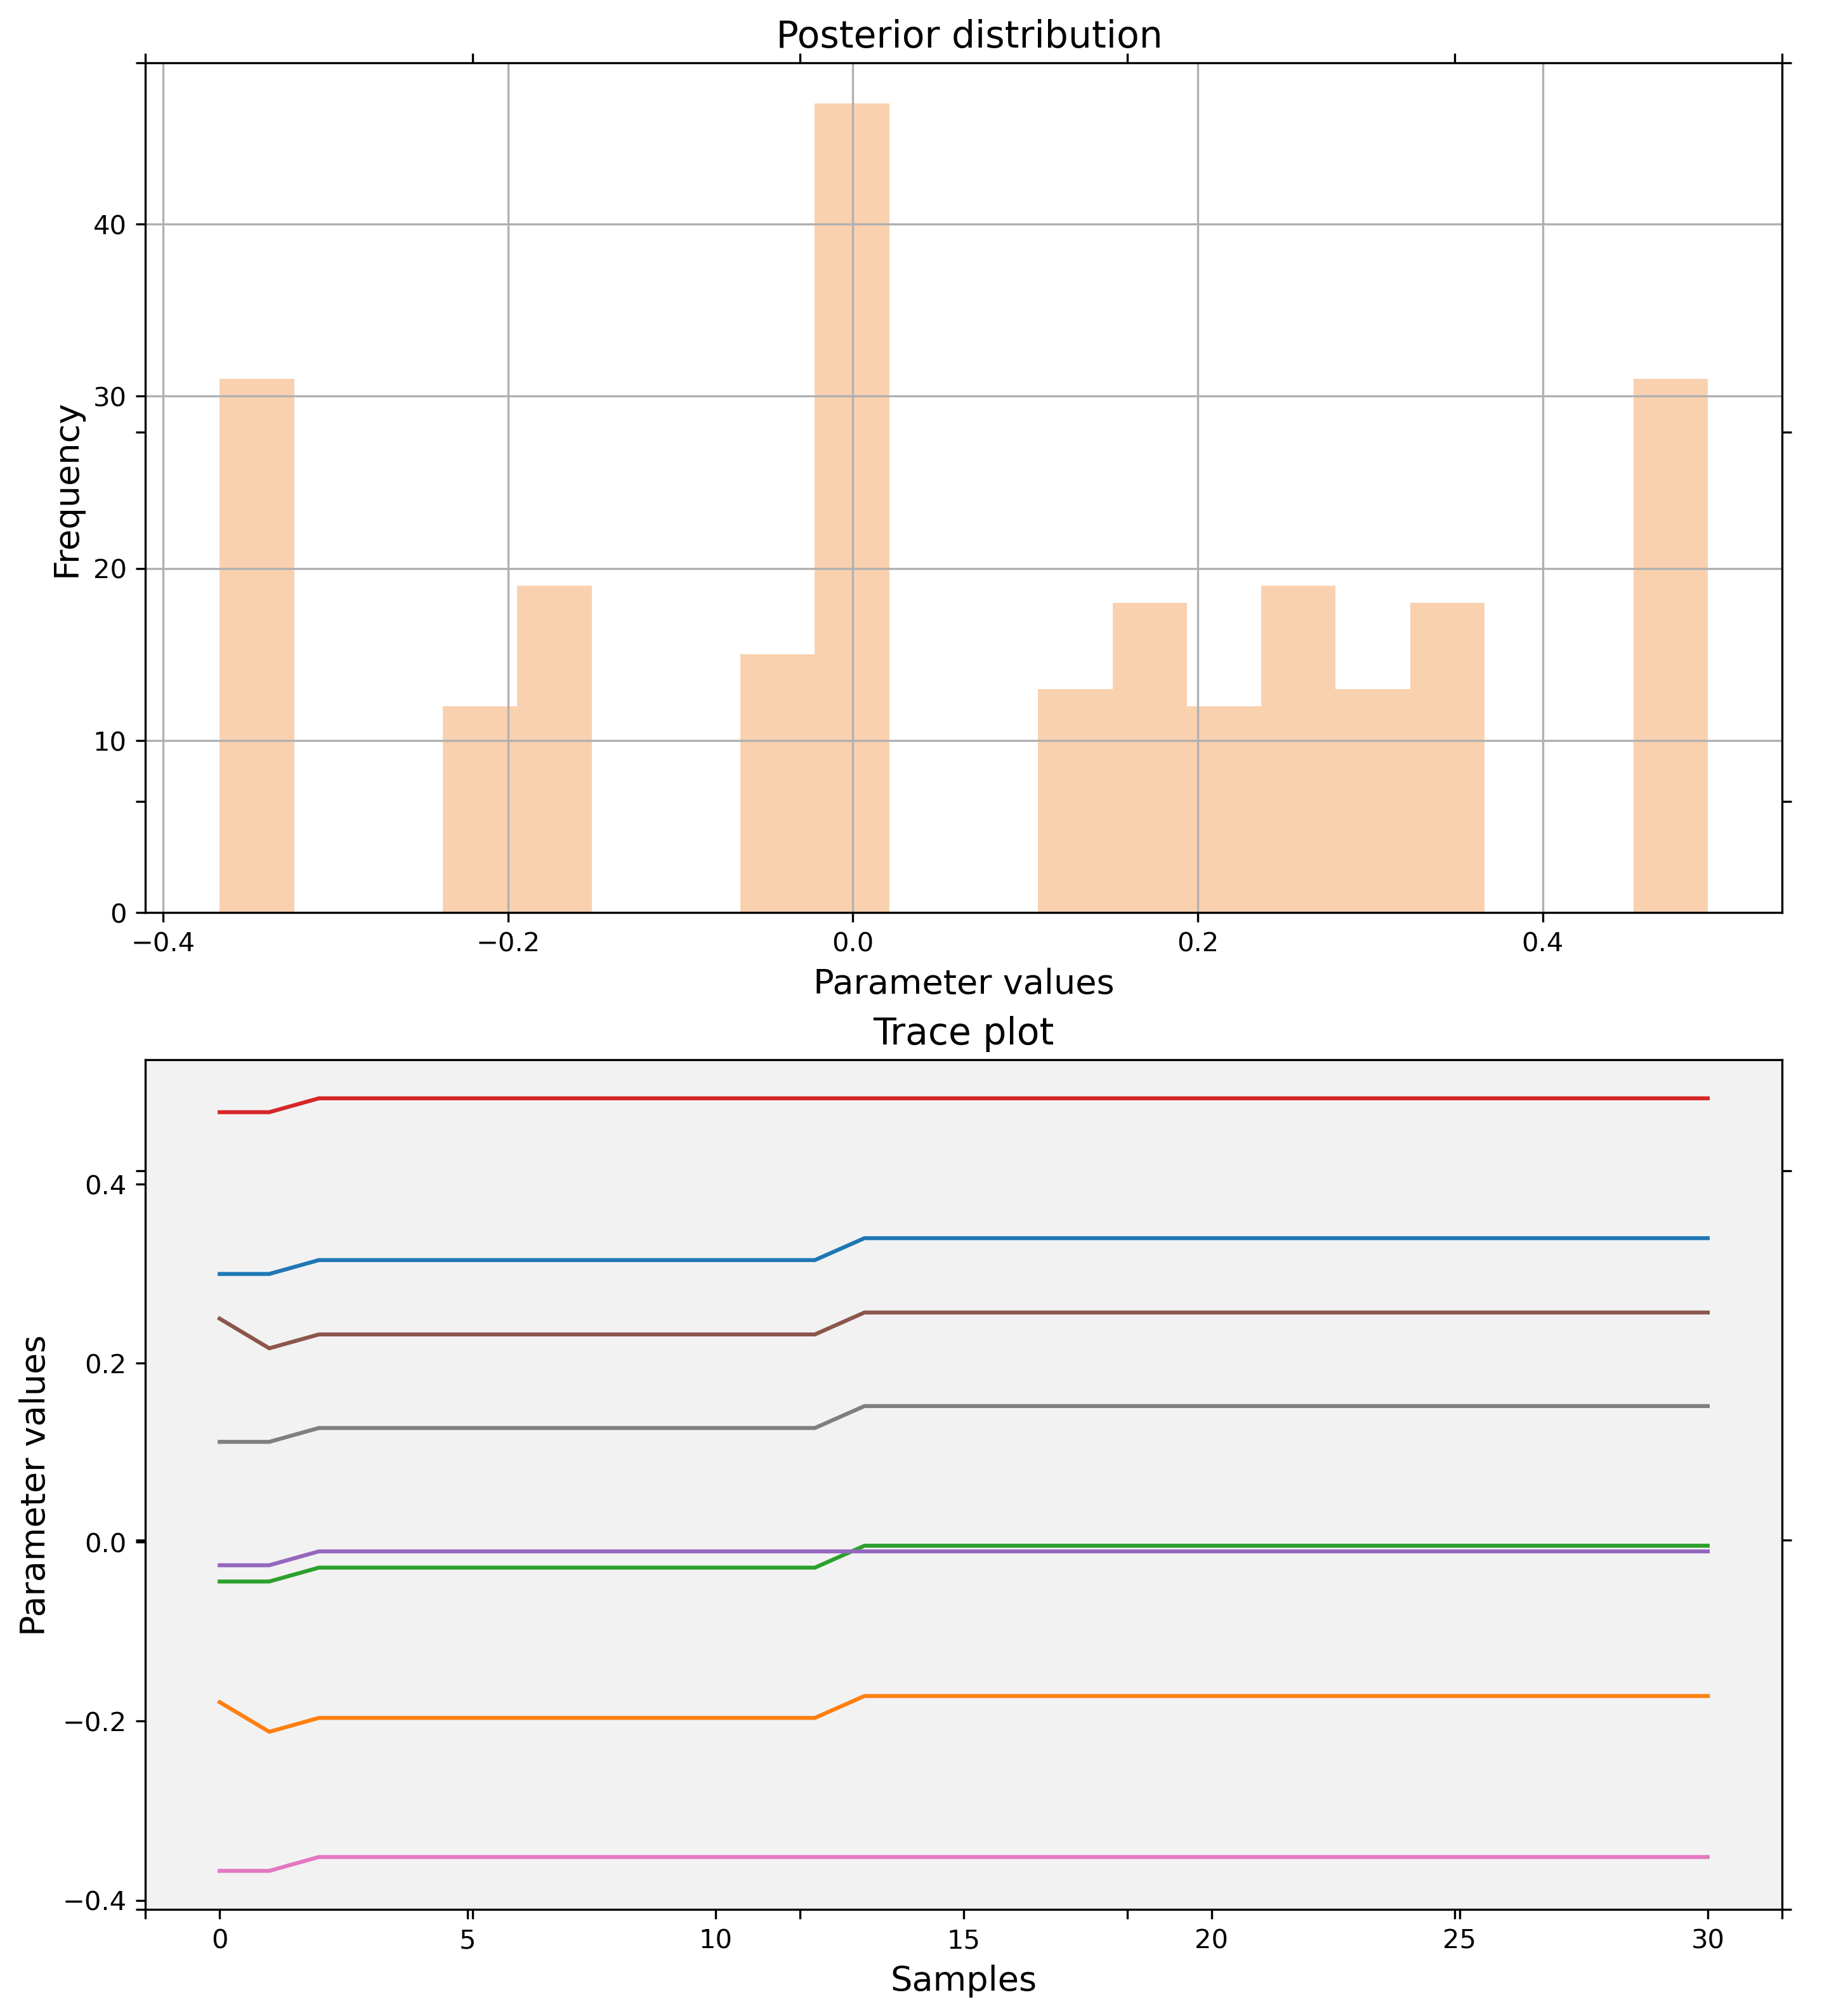 Posterior distribution
40
30
20
10
0
Frequency
−0.4 −0.2 0.0 0.2 0.4
Parameter values
Trace plot
0.4
0.2
0.0
−0.2
−0.4
Parameter values
0 5 10 15 20 25 30
Samples